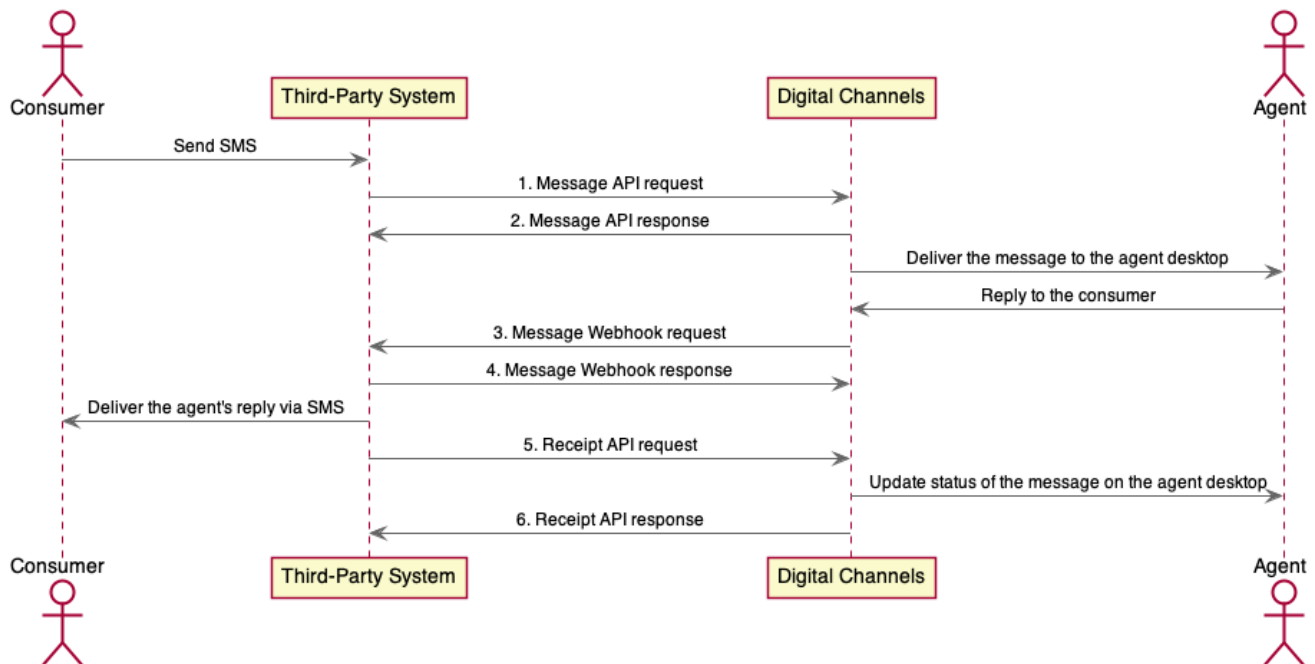 Consumer
Third-Party System
Digital Channels
Agent
Send SMS
1. Message API request
2. Message API response
Deliver the message to the agent desktop
Reply to the consumer
3. Message Webhook request
4. Message Webhook response
Deliver the agent's reply via SMS
5. Receipt API request
Update status of the message on the agent desktop
6. Receipt API response
Consumer
Third-Party System
Digital Channels
Agent